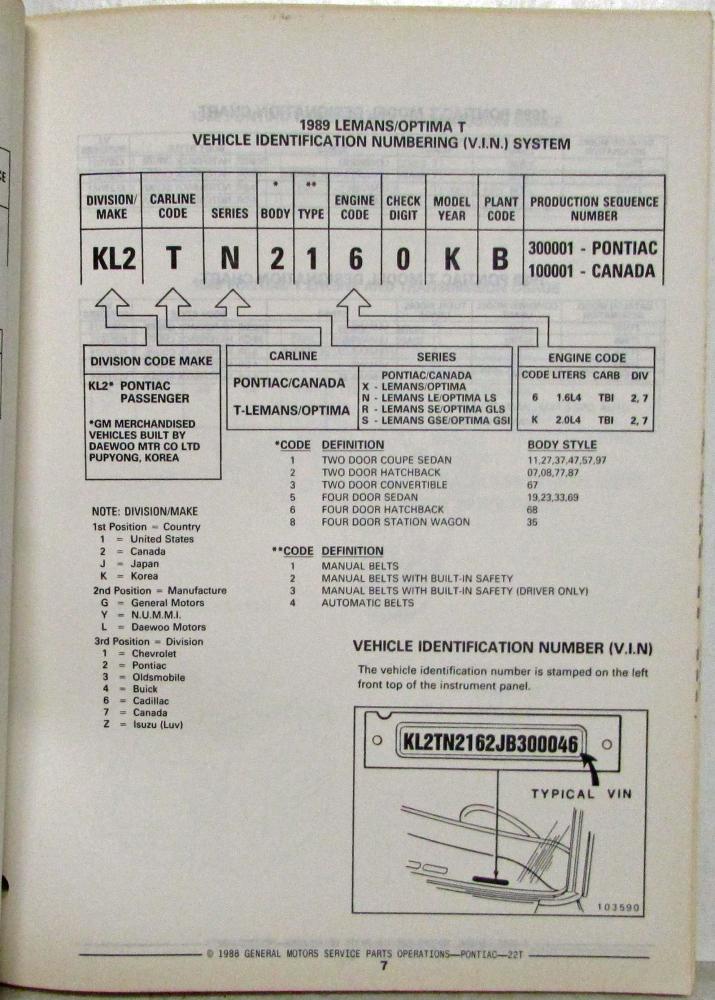 1989 LEMANS/OPTIMA T
VEHICLE IDENTIFICATION NUMBERING (V.I.N.) SYSTEM
DIVISION/ MAKE
CARLINE CODE
SERIES
* BODY
** TYPE
ENGINE CODE
CHECK DIGIT
MODEL YEAR
PLANT CODE
PRODUCTION SEQUENCE NUMBER
KL2 T N 2 1 6 0 K B
300001 - PONTIAC
100001 - CANADA
DIVISION CODE MAKE
KL2* PONTIAC
PASSENGER
*GM MERCHANDISED
VEHICLES BUILT BY
DAEWOO MTR CO LTD
PUPYONG, KOREA
CARLINE
PONTIAC/CANADA
T-LEMANS/OPTIMA
SERIES
PONTIAC/CANADA
X - LEMANS/OPTIMA
N - LEMANS LE/OPTIMA LS
R - LEMANS SE/OPTIMA GLS
S - LEMANS GSE/OPTIMA GSI
ENGINE CODE
CODE LITERS CARB DIV
6 1.6L4 TBI 2, 7
K 2.0L4 TBI 2, 7
*CODE DEFINITION BODY STYLE
1 TWO DOOR COUPE SEDAN 11,27,37,47,57,97
2 TWO DOOR HATCHBACK 07,08,77,87
3 TWO DOOR CONVERTIBLE 67
5 FOUR DOOR SEDAN 19,23,33,69
6 FOUR DOOR HATCHBACK 68
8 FOUR DOOR STATION WAGON 35
**CODE DEFINITION
1 MANUAL BELTS
2 MANUAL BELTS WITH BUILT-IN SAFETY
3 MANUAL BELTS WITH BUILT-IN SAFETY (DRIVER ONLY)
4 AUTOMATIC BELTS
NOTE: DIVISION/MAKE
1st Position = Country
1 = United States
2 = Canada
J = Japan
K = Korea
2nd Position = Manufacture
G = General Motors
Y = N.U.M.M.I.
L = Daewoo Motors
3rd Position = Division
1 = Chevrolet
2 = Pontiac
3 = Oldsmobile
4 = Buick
6 = Cadillac
7 = Canada
Z = Isuzu (Luv)
VEHICLE IDENTIFICATION NUMBER (V.I.N)
The vehicle identification number is stamped on the left
front top of the instrument panel.
KL2TN2162JB300046
TYPICAL VIN
103590
© 1988 GENERAL MOTORS SERVICE PARTS OPERATIONS—PONTIAC—22T
7